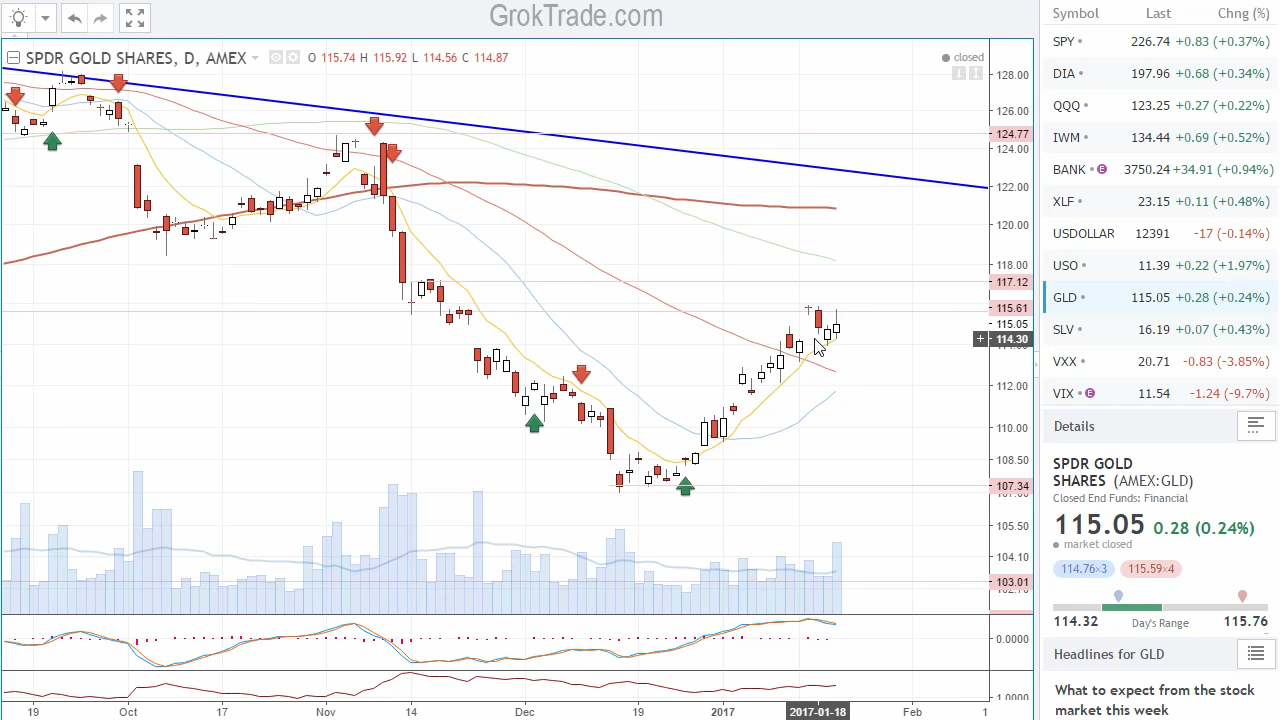 GrokTrade.com
SPDR GOLD SHARES, D, AMEX O 115.74 H 115.92 L 114.56 C 114.87
closed
128.00
126.00
124.77
124.00
122.00
120.00
118.00
117.12
115.61
115.05
114.30
112.00
110.00
108.50
107.34
105.50
104.10
103.01
0.0000
1.0000
19 Oct 17 Nov 14 Dec 19 2017 2017-01-18 Feb 1
Symbol Last Chng (%)
SPY 226.74 +0.83 (+0.37%)
DIA 197.96 +0.68 (+0.34%)
QQQ 123.25 +0.27 (+0.22%)
IWM 134.44 +0.69 (+0.52%)
BANK E 3750.24 +34.91 (+0.94%)
XLF 23.15 +0.11 (+0.48%)
USDOLLAR 12391 -17 (-0.14%)
USO 11.39 +0.22 (+1.97%)
GLD 115.05 +0.28 (+0.24%)
SLV 16.19 +0.07 (+0.43%)
VXX 20.71 -0.83 (-3.85%)
VIX E 11.54 -1.24 (-9.7%)
Details
SPDR GOLD
SHARES (AMEX:GLD)
Closed End Funds: Financial
115.05 0.28 (0.24%)
market closed
114.76×3 115.59×4
114.32 Day's Range 115.76
Headlines for GLD
What to expect from the stock
market this week